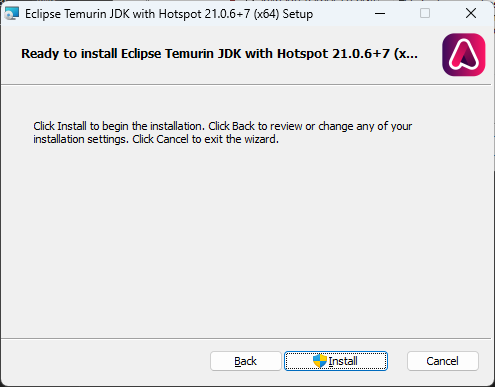 Eclipse Temurin JDK with Hotspot 21.0.6+7 (x64) Setup
Ready to install Eclipse Temurin JDK with Hotspot 21.0.6+7 (x...
Click Install to begin the installation. Click Back to review or change any of your
installation settings. Click Cancel to exit the wizard.
Back
Install
Cancel